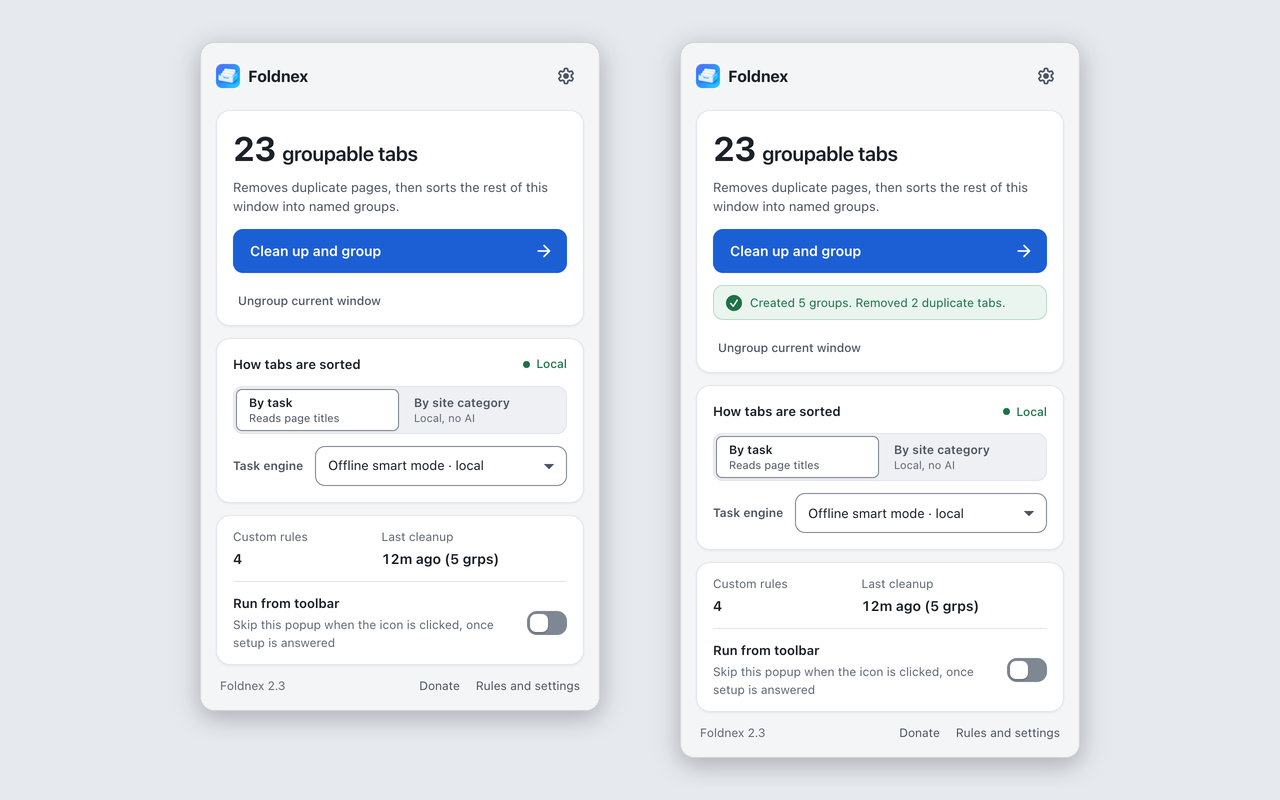 Foldnex
23 groupable tabs
Removes duplicate pages, then sorts the rest of this
window into named groups.
Clean up and group
Ungroup current window
How tabs are sorted
Local
By task
Reads page titles
By site category
Local, no AI
Task engine
Offline smart mode · local
Custom rules
4
Last cleanup
12m ago (5 grps)
Run from toolbar
Skip this popup when the icon is clicked, once
setup is answered
Foldnex 2.3
Donate
Rules and settings
Foldnex
23 groupable tabs
Removes duplicate pages, then sorts the rest of this
window into named groups.
Clean up and group
Created 5 groups. Removed 2 duplicate tabs.
Ungroup current window
How tabs are sorted
Local
By task
Reads page titles
By site category
Local, no AI
Task engine
Offline smart mode · local
Custom rules
4
Last cleanup
12m ago (5 grps)
Run from toolbar
Skip this popup when the icon is clicked, once
setup is answered
Foldnex 2.3
Donate
Rules and settings